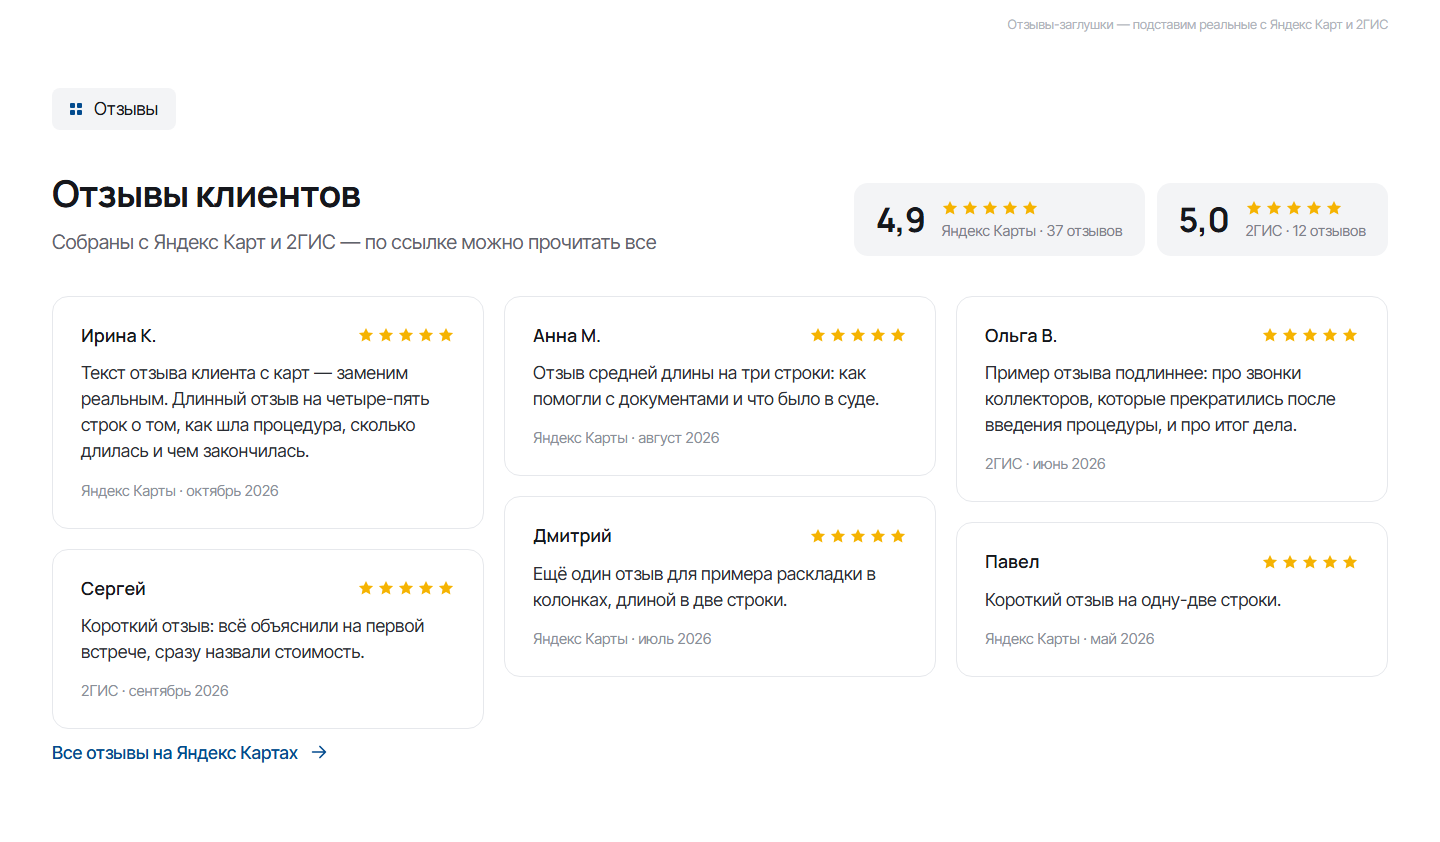 Отзывы-заглушки — подставим реальные с Яндекс Карт и 2ГИС
Отзывы
Отзывы клиентов
Собраны с Яндекс Карт и 2ГИС — по ссылке можно прочитать все
4,9
Яндекс Карты · 37 отзывов
5,0
2ГИС · 12 отзывов
Ирина К.
Текст отзыва клиента с карт — заменим
реальным. Длинный отзыв на четыре-пять
строк о том, как шла процедура, сколько
длилась и чем закончилась.
Яндекс Карты · октябрь 2026
Сергей
Короткий отзыв: всё объяснили на первой
встрече, сразу назвали стоимость.
2ГИС · сентябрь 2026
Анна М.
Отзыв средней длины на три строки: как
помогли с документами и что было в суде.
Яндекс Карты · август 2026
Дмитрий
Ещё один отзыв для примера раскладки в
колонках, длиной в две строки.
Яндекс Карты · июль 2026
Ольга В.
Пример отзыва подлиннее: про звонки
коллекторов, которые прекратились после
введения процедуры, и про итог дела.
2ГИС · июнь 2026
Павел
Короткий отзыв на одну-две строки.
Яндекс Карты · май 2026
Все отзывы на Яндекс Картах